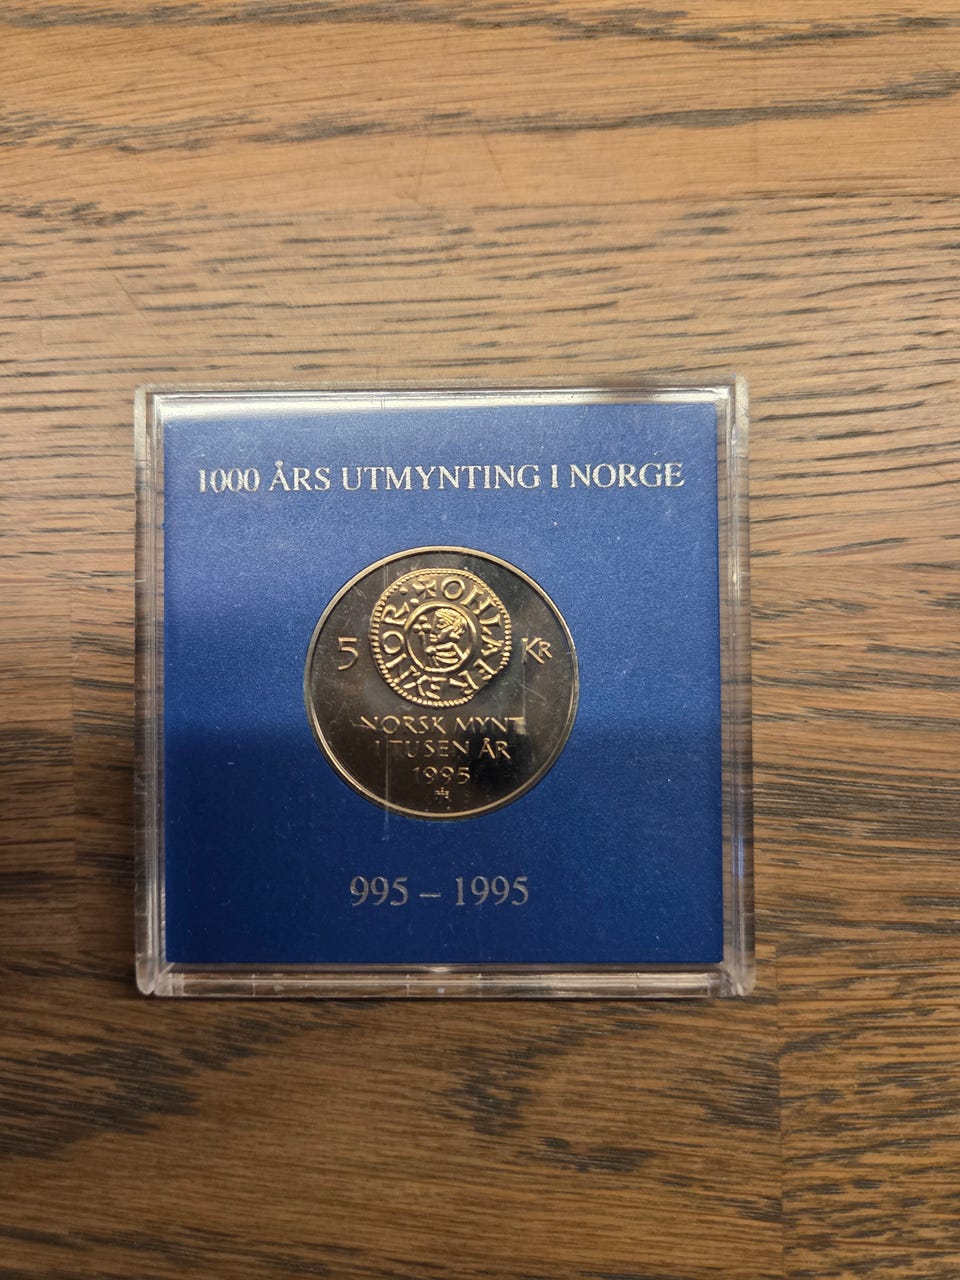 1000 ÅRS UTMYNTING I NORGE
5 KR
NORSK MYNT
I TUSEN ÅR
1995
995 – 1995